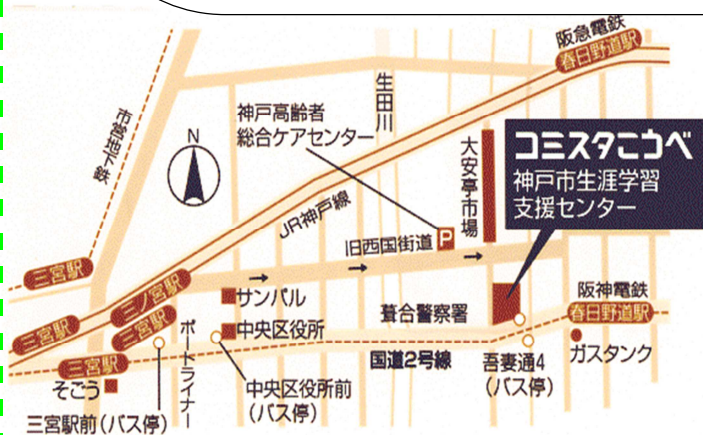 阪急電鉄
春日野道駅
市営地下鉄
生田川
神戸高齢者
総合ケアセンター
N
大安亭市場
コミスタこうべ
神戸市生涯学習
支援センター
JR神戸線
P
旧西国街道
三宮駅
三ノ宮駅
三宮駅
三宮駅
三宮駅
サンパル
中央区役所
ポートライナー
葺合警察署
阪神電鉄
春日野道駅
国道2号線
ガスタンク
吾妻通4
(バス停)
そごう
中央区役所前
(バス停)
三宮駅前(バス停)